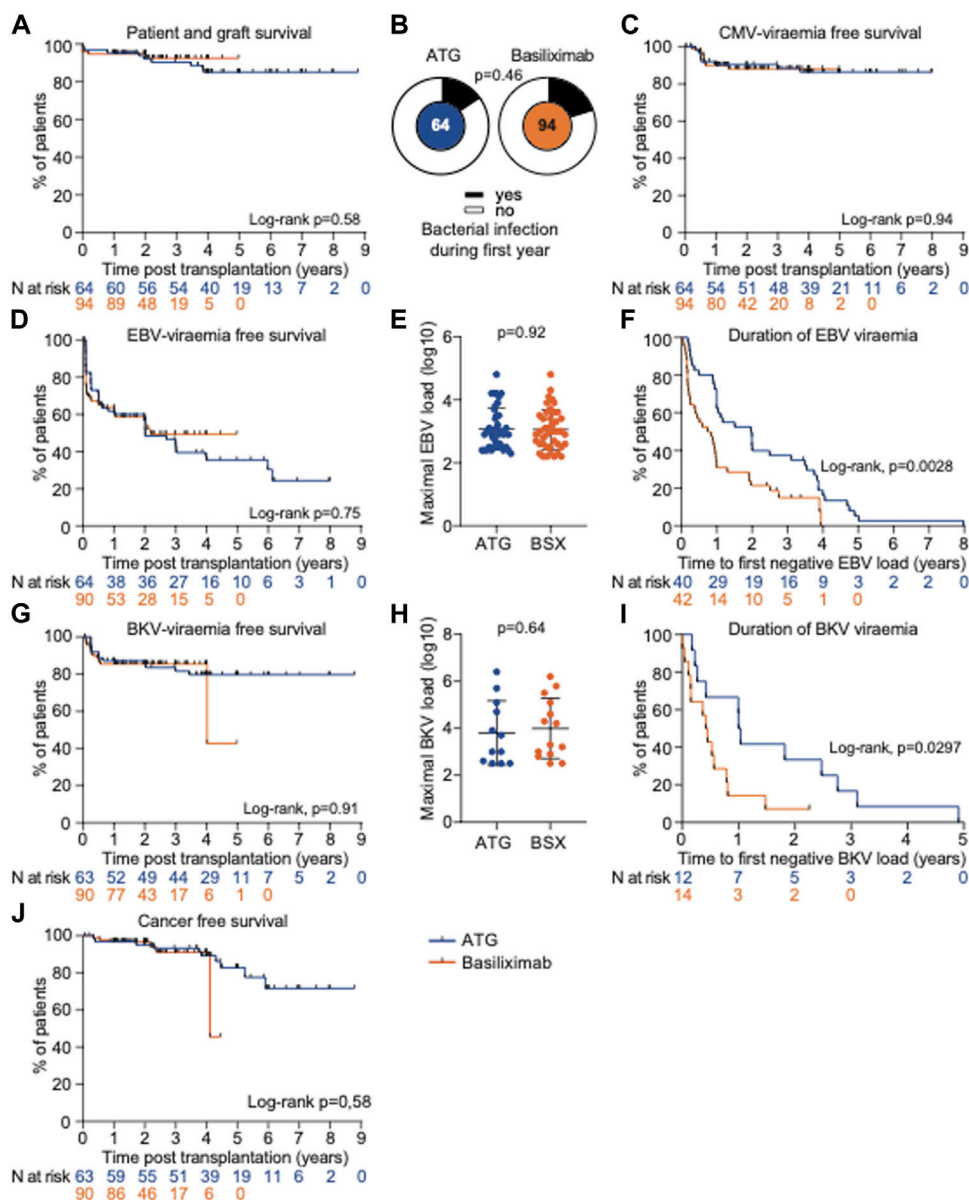 A
Patient and graft survival
% of patients
100
80
60
40
20
0
Log-rank p=0.58
0 1 2 3 4 5 6 7 8 9
Time post transplantation (years)
N at risk 64 60 56 54 40 19 13 7 2 0
94 89 48 19 5 0
B
ATG
Basiliximab
p=0.46
64
94
yes
no
Bacterial infection
during first year
C
CMV-viraemia free survival
% of patients
100
80
60
40
20
0
Log-rank p=0.94
0 1 2 3 4 5 6 7 8 9
Time post transplantation (years)
N at risk 64 54 51 48 39 21 11 6 2 0
94 80 42 20 8 2 0
D
EBV-viraemia free survival
% of patients
100
80
60
40
20
0
Log-rank p=0.75
0 1 2 3 4 5 6 7 8 9
Time post transplantation (years)
N at risk 64 38 36 27 16 10 6 3 1 0
90 53 28 15 5 0
E
p=0.92
Maximal EBV load (log10)
6
4
2
0
ATG BSX
F
Duration of EBV viraemia
% of patients
100
80
60
40
20
0
Log-rank, p=0.0028
0 1 2 3 4 5 6 7 8
Time to first negative EBV load (years)
N at risk 40 29 19 16 9 3 2 2 0
42 14 10 5 1 0
G
BKV-viraemia free survival
% of patients
100
80
60
40
20
0
Log-rank, p=0.91
0 1 2 3 4 5 6 7 8 9
Time post transplantation (years)
N at risk 63 52 49 44 29 11 7 5 2 0
90 77 43 17 6 1 0
H
p=0.64
Maximal BKV load (log10)
8
6
4
2
0
ATG BSX
I
Duration of BKV viraemia
% of patients
100
80
60
40
20
0
Log-rank, p=0.0297
0 1 2 3 4 5
Time to first negative BKV load (years)
N at risk 12 7 5 3 2 0
14 3 2 0
J
Cancer free survival
% of patients
100
80
60
40
20
0
Log-rank p=0,58
0 1 2 3 4 5 6 7 8 9
Time post transplantation (years)
N at risk 63 59 55 51 39 19 11 6 2 0
90 86 46 17 6 0
ATG
Basiliximab